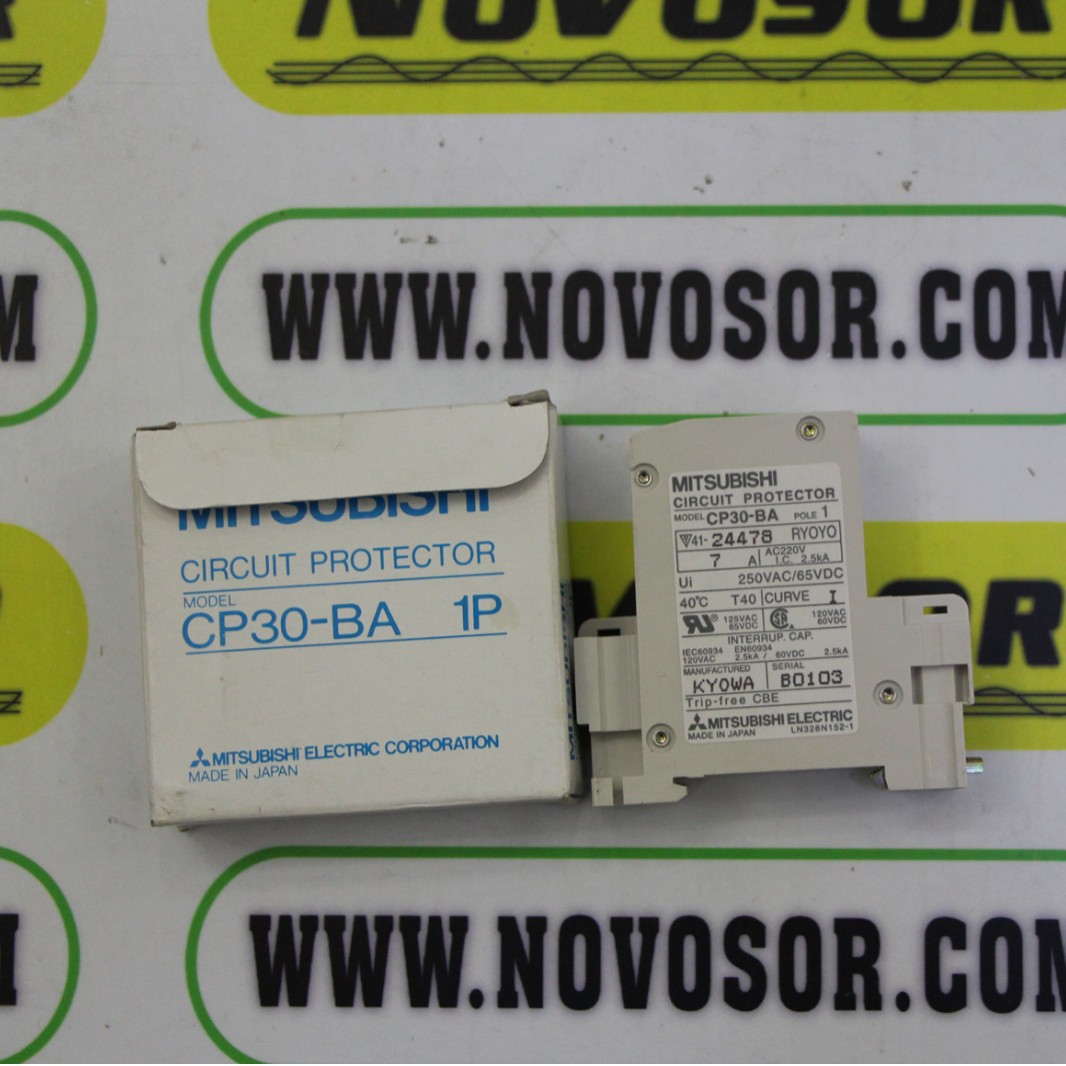 NOVOSOR
WWW.NOVOSOR.COM
MITSUBISHI
CIRCUIT PROTECTOR
MODEL
CP30-BA 1P
MITSUBISHI ELECTRIC CORPORATION
MADE IN JAPAN
MITSUBISHI
CIRCUIT PROTECTOR
MODEL CP30-BA POLE 1
41-24478 RYOYO
7 A AC220V I.C. 2.5kA
Ui 250VAC/65VDC
40℃ T40 CURVE I
125VAC 65VDC 120VAC 60VDC
INTERRUP. CAP.
IEC60934 EN60934
120VAC 2.5kA / 60VDC 2.5kA
MANUFACTURED SERIAL
KYOWA B0103
Trip-free CBE
MITSUBISHI ELECTRIC
MADE IN JAPAN LN326N152-1
OR
M
WWW.NOVOSOR.COM